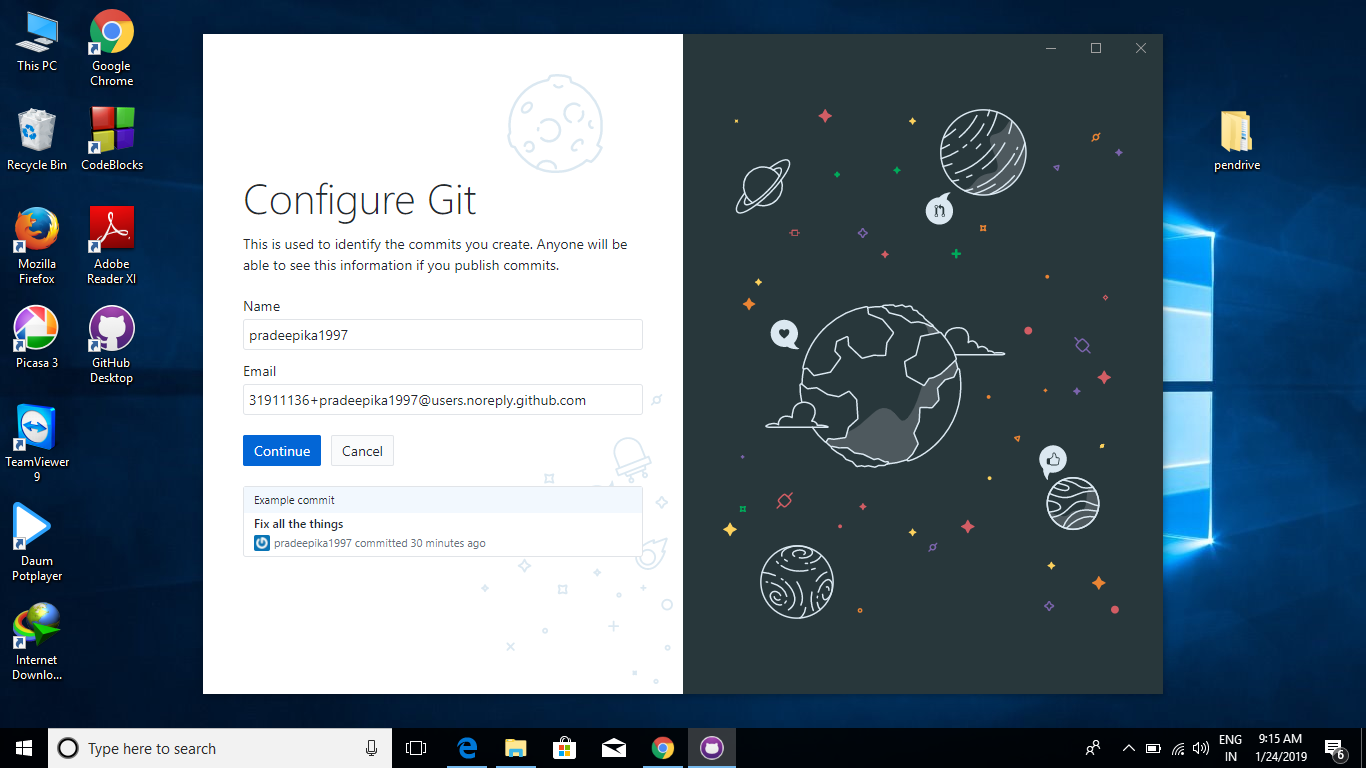 This PC
Google
Chrome
Recycle Bin
CodeBlocks
Mozilla
Firefox
Adobe
Reader XI
Picasa 3
GitHub
Desktop
TeamViewer
9
Daum
Potplayer
Internet
Downlo...
Configure Git
This is used to identify the commits you create. Anyone will be
able to see this information if you publish commits.
Name
pradeepika1997
Email
31911136+pradeepika1997@users.noreply.github.com
Continue
Cancel
Example commit
Fix all the things
pradeepika1997 committed 30 minutes ago
pendrive
Type here to search
ENG
IN
9:15 AM
1/24/2019
6